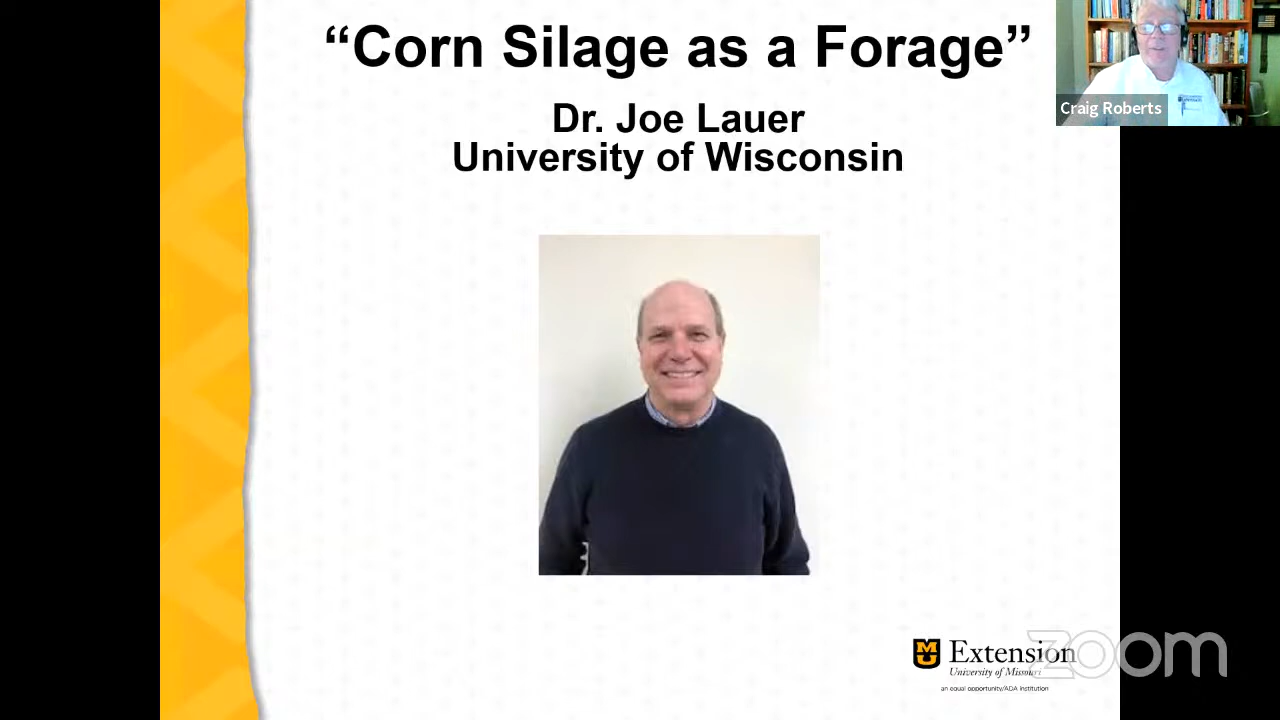 “Corn Silage as a Forage”
Dr. Joe Lauer
University of Wisconsin
Craig Roberts
Extension
University of Missouri
an equal opportunity/ADA institution
zoom